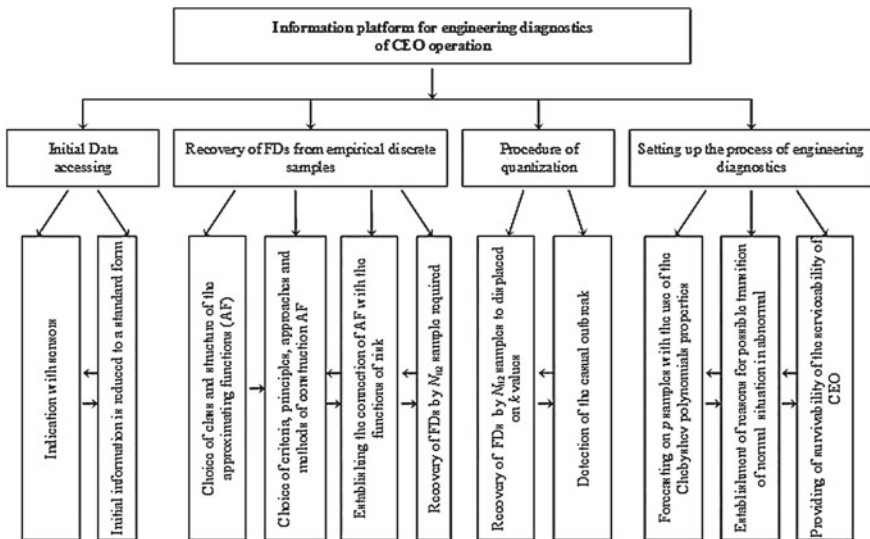 Information platform for engineering diagnostics
of CEO operation
Initial Data
accessing
Recovery of FDs from empirical discrete
samples
Procedure of
quantization
Setting up the process of engineering
diagnostics
Indication with sensors
Initial information is reduced to a standard form
Choice of class and structure of the
approximating functions (AF)
Choice of criteria, principles, approaches and
methods of construction AF
Establishing the connection of AF with the
functions of risk
Recovery of FDs by N02 sample required
Recovery of FDs by N02 samples to displaced
on k values
Detection of the casual outbreak
Forecasting on p samples with the use of the
Chebyshev polynomials properties
Establishment of reasons for possible transition
of normal situation in abnormal
Providing of survivability of the serviceability of
CEO